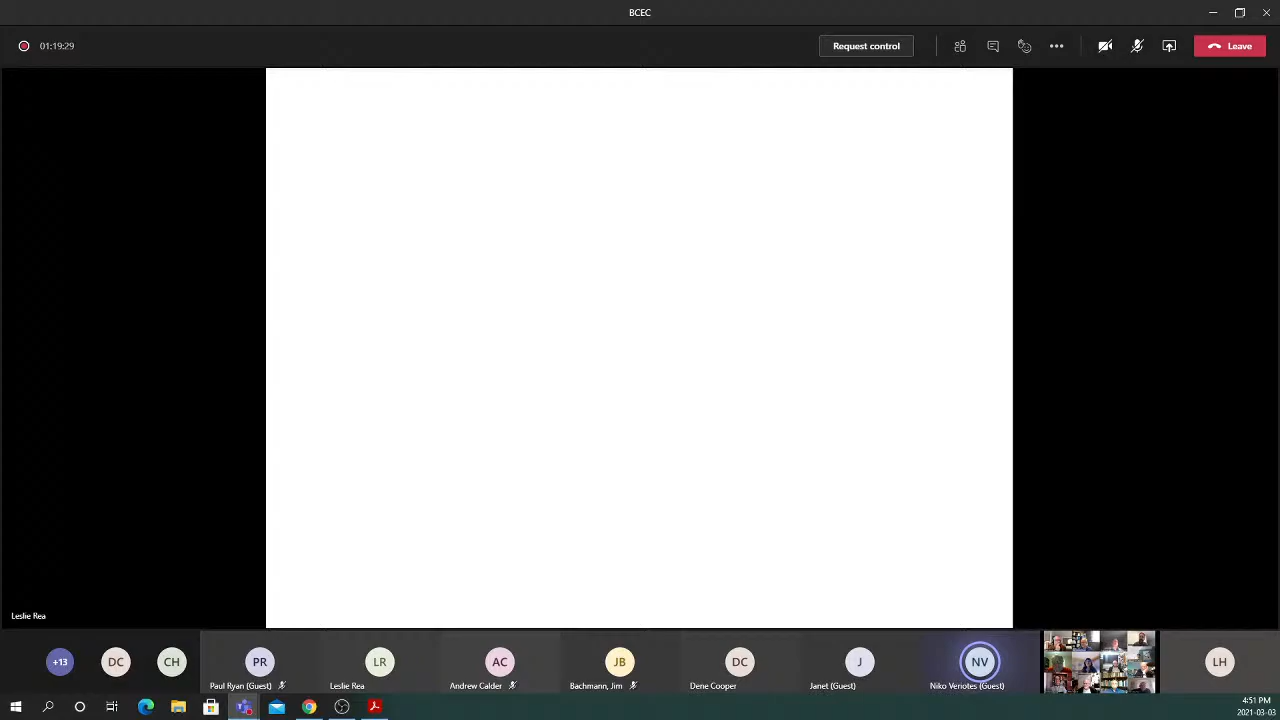 BCEC
01:19:29
Request control
Leave
Leslie Rea
+13
DC
CH
PR
LR
AC
JB
DC
J
NV
LH
Paul Ryan (Guest)
Leslie Rea
Andrew Calder
Bachmann, Jim
Dene Cooper
Janet (Guest)
Niko Veriotes (Guest)
4:51 PM
2021-03-03